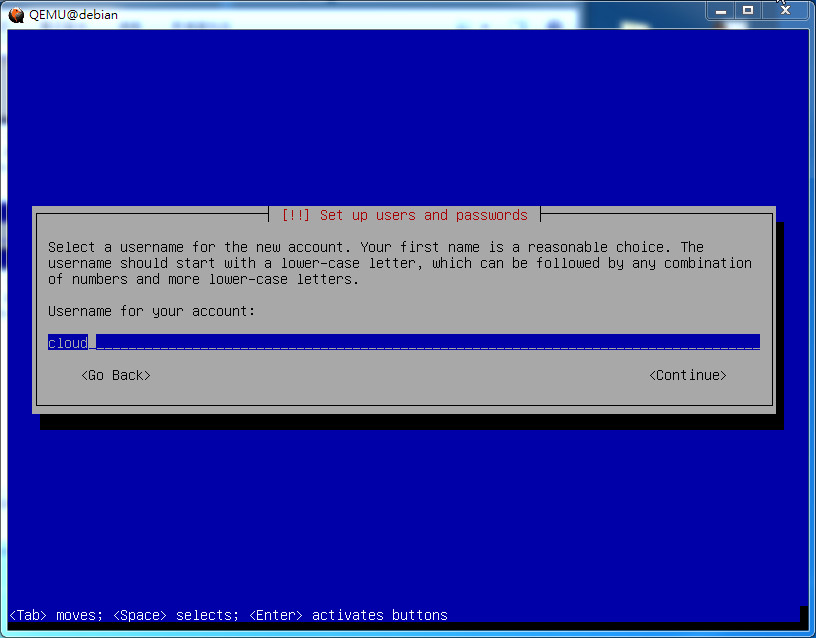 QEMU@debian
[!!] Set up users and passwords
Select a username for the new account. Your first name is a reasonable choice. The
username should start with a lower-case letter, which can be followed by any combination
of numbers and more lower-case letters.
Username for your account:
cloud
<Go Back> <Continue>
<Tab> moves; <Space> selects; <Enter> activates buttons